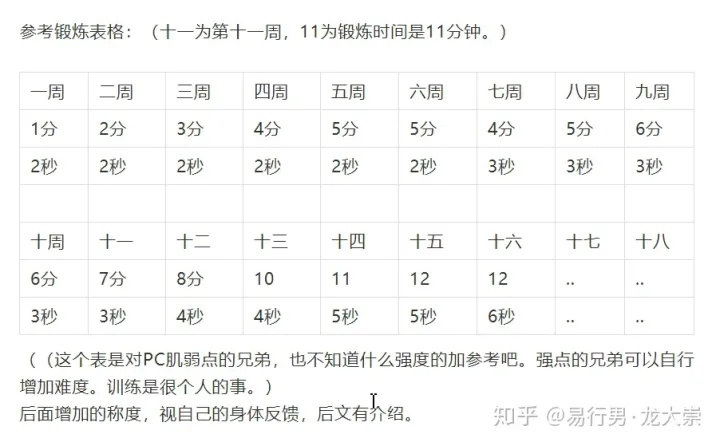 参考锻炼表格：（十一为第十一周，11为锻炼时间是11分钟。）
一周 二周 三周 四周 五周 六周 七周 八周 九周
1分 2分 3分 4分 5分 5分 4分 5分 6分
2秒 2秒 2秒 2秒 2秒 2秒 3秒 3秒 3秒
十周 十一 十二 十三 十四 十五 十六 十七 十八
6分 7分 8分 10 11 12 12 .. ..
3秒 3秒 4秒 4秒 5秒 5秒 6秒 .. ..
（（这个表是对PC肌弱点的兄弟，也不知道什么强度的加参考吧。强点的兄弟可以自行
增加难度。训练是很个人的事。）
后面增加的称度，视自己的身体反馈，后文有介绍。
知乎 @易行男·龙大崇